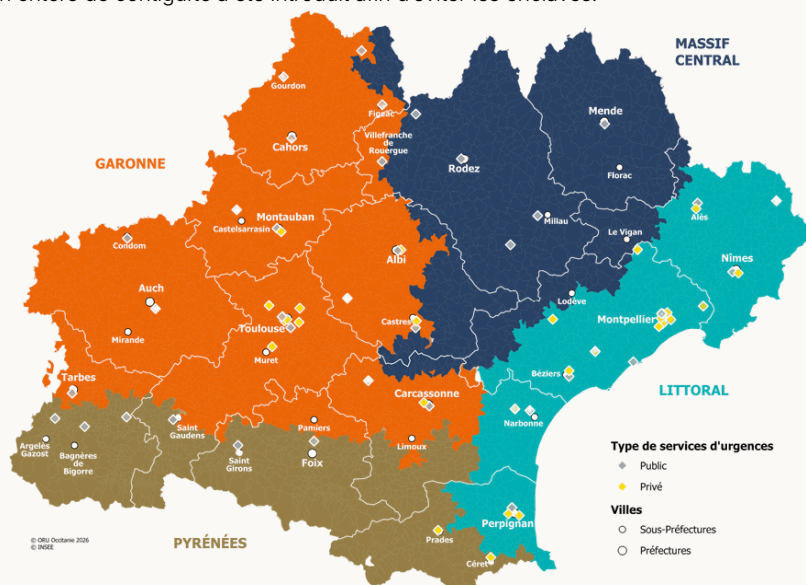 MASSIF
CENTRAL
Gourdon
Figeac
Mende
Cahors
Villefranche
de
Rouergue
GARONNE
Rodez
Florac
Montauban
Castelsarrasin
Millau
Alès
Le Vigan
Condom
Albi
Nîmes
Auch
Lodève
Castres
Toulouse
Montpellier
Mirande
Muret
Béziers
Tarbes
Carcassonne
LITTORAL
Narbonne
Saint
Gaudens
Pamiers
Limoux
Argelès
Gazost
Bagnères
de
Bigorre
Saint
Girons
Foix
Type de services d'urgences
Public
Privé
Villes
Sous-Préfectures
Préfectures
Perpignan
PYRÉNÉES
Prades
Céret
© ORU Occitanie 2026
© INSEE